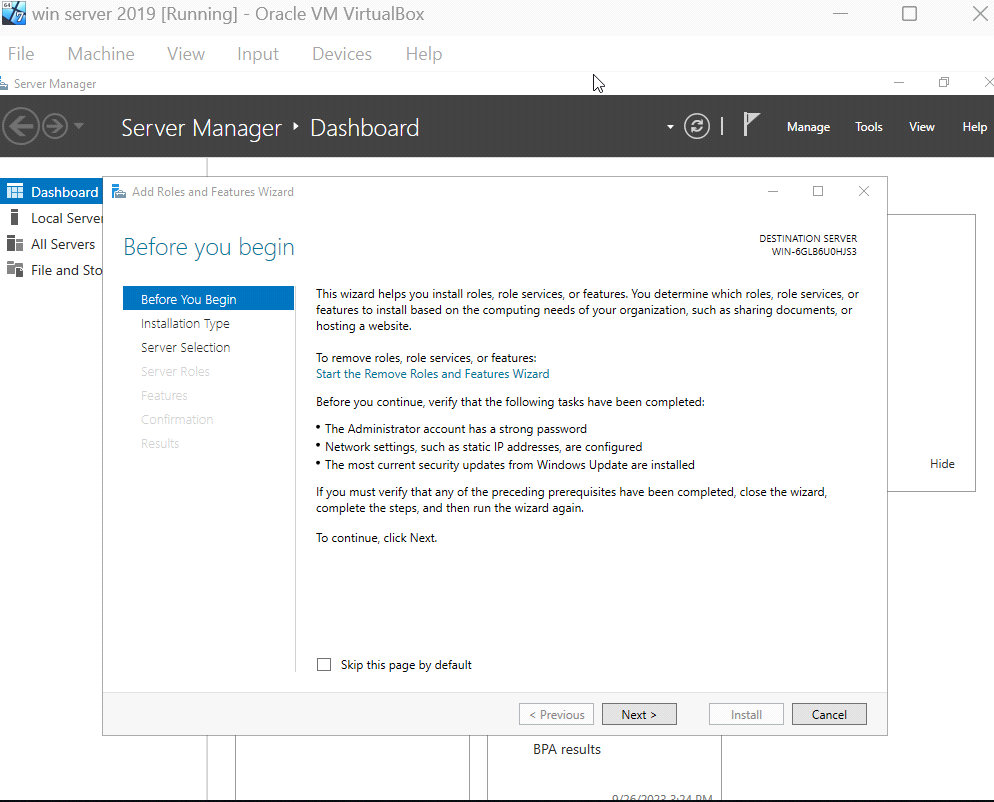 win server 2019 [Running] - Oracle VM VirtualBox
File Machine View Input Devices Help
Server Manager
Server Manager Dashboard
Manage Tools View Help
Dashboard
Local Server
All Servers
File and Sto
Add Roles and Features Wizard
Before you begin
DESTINATION SERVER
WIN-6GLB6U0HJS3
Before You Begin
Installation Type
Server Selection
Server Roles
Features
Confirmation
Results
This wizard helps you install roles, role services, or features. You determine which roles, role services, or
features to install based on the computing needs of your organization, such as sharing documents, or
hosting a website.
To remove roles, role services, or features:
Start the Remove Roles and Features Wizard
Before you continue, verify that the following tasks have been completed:
• The Administrator account has a strong password
• Network settings, such as static IP addresses, are configured
• The most current security updates from Windows Update are installed
If you must verify that any of the preceding prerequisites have been completed, close the wizard,
complete the steps, and then run the wizard again.
To continue, click Next.
Skip this page by default
< Previous Next > Install Cancel
Hide
BPA results
9/26/2023 3:24 PM